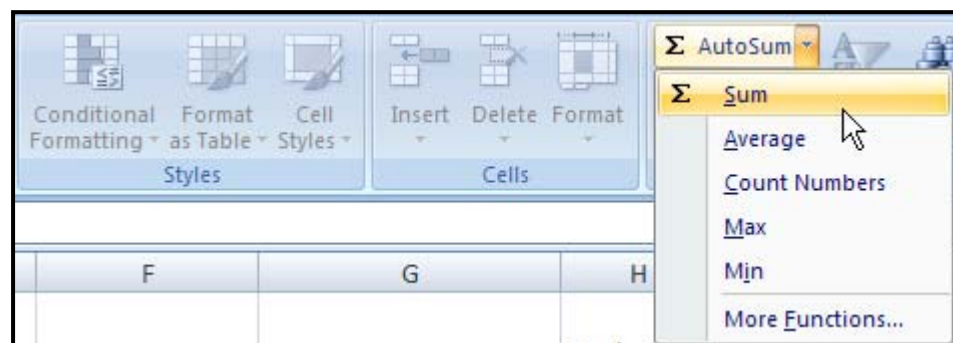 Σ AutoSum
Conditional Formatting
Format as Table
Cell Styles
Insert
Delete
Format
Styles
Cells
Σ Sum
Average
Count Numbers
Max
Min
More Functions...
F
G
H